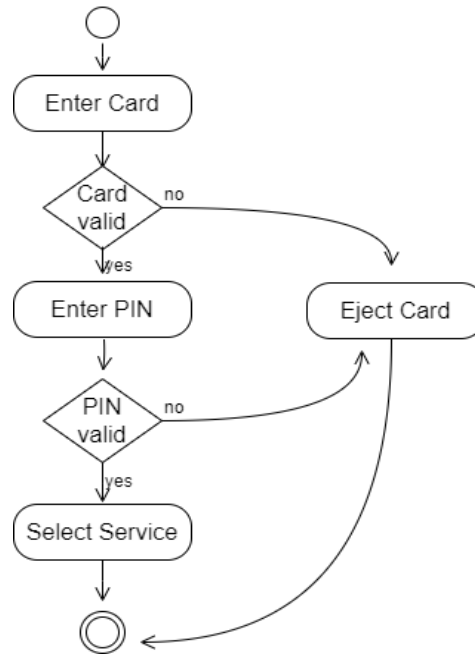 Enter Card
Card
valid
no
yes
Enter PIN
Eject Card
PIN
valid
no
yes
Select Service